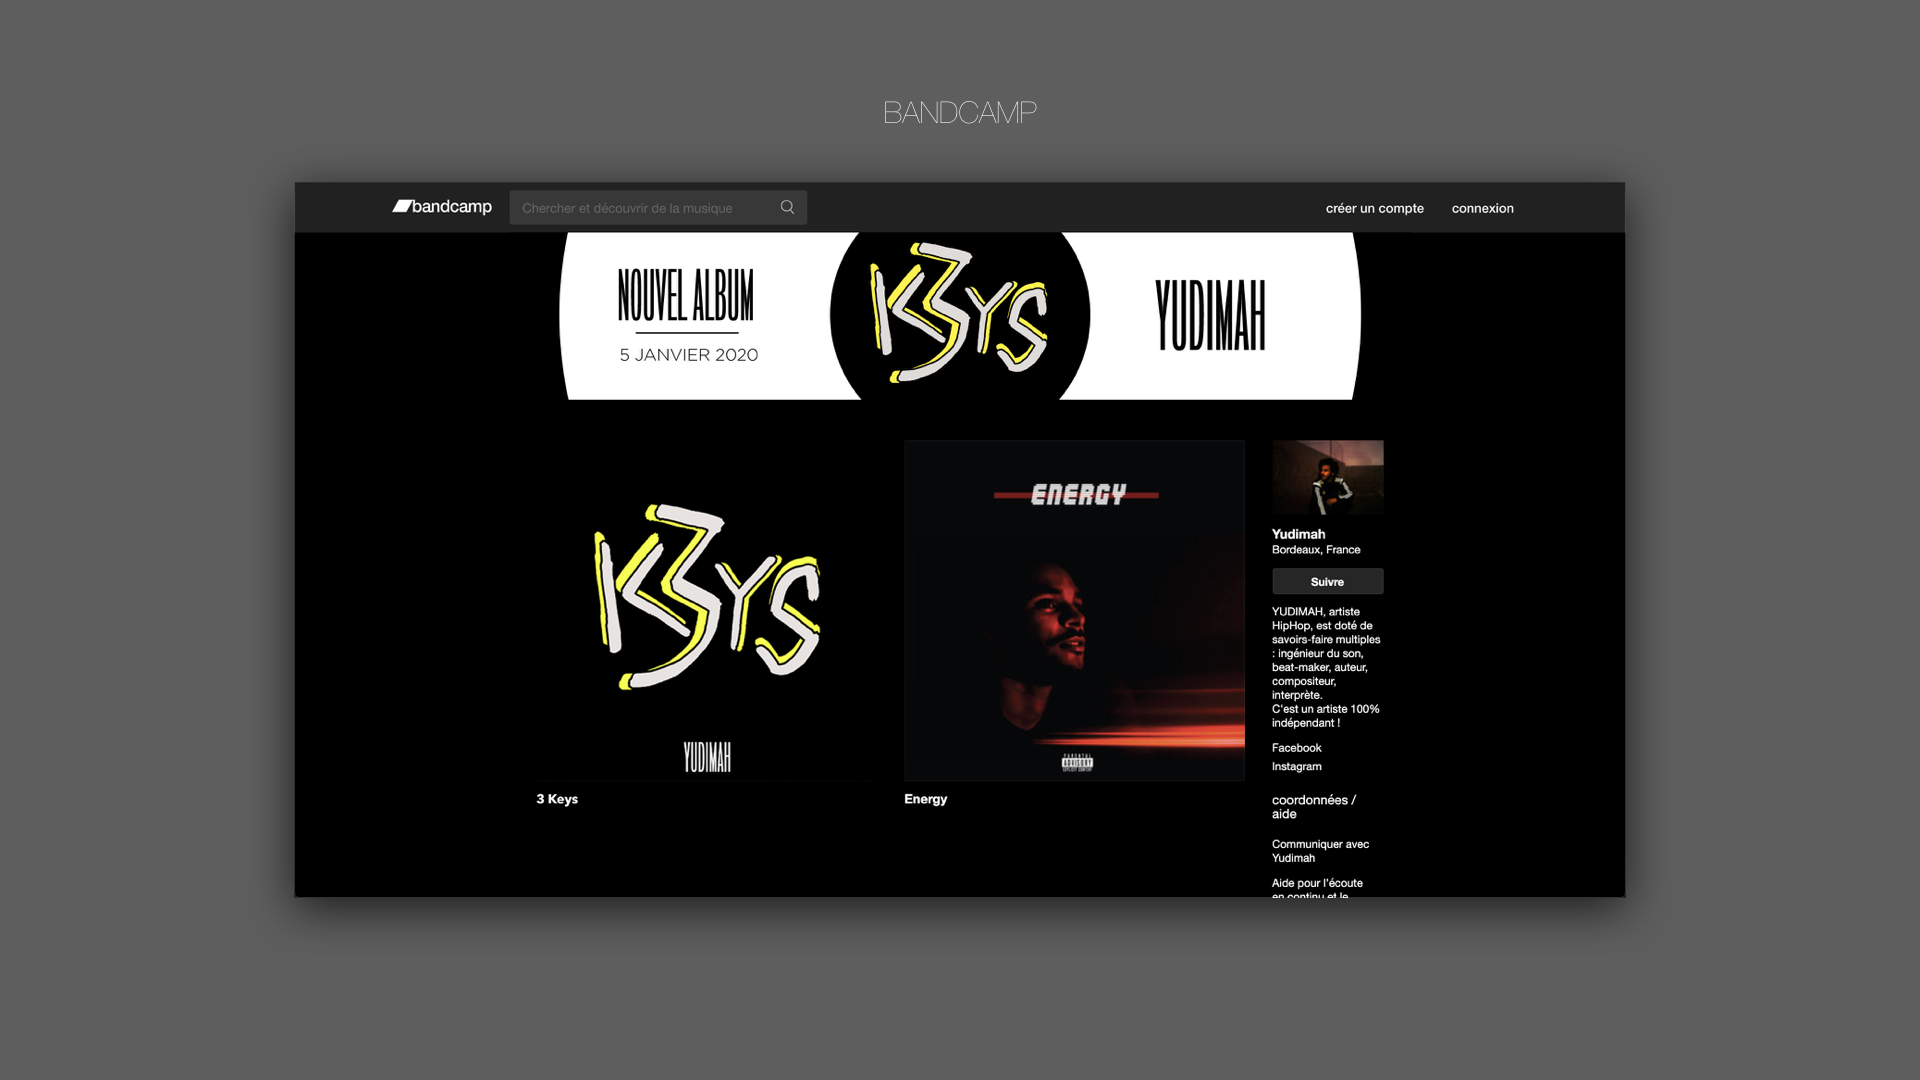 BANDCAMP
bandcamp
Chercher et découvrir de la musique
créer un compte
connexion
NOUVEL ALBUM
5 JANVIER 2020
K3YS
YUDIMAH
K3YS
YUDIMAH
3 Keys
ENERGY
PARENTAL
ADVISORY
EXPLICIT CONTENT
Energy
Yudimah
Bordeaux, France
Suivre
YUDIMAH, artiste
HipHop, est doté de
savoirs-faire multiples
: ingénieur du son,
beat-maker, auteur,
compositeur,
interprète.
C'est un artiste 100%
indépendant !
Facebook
Instagram
coordonnées /
aide
Communiquer avec
Yudimah
Aide pour l'écoute
en continu et le